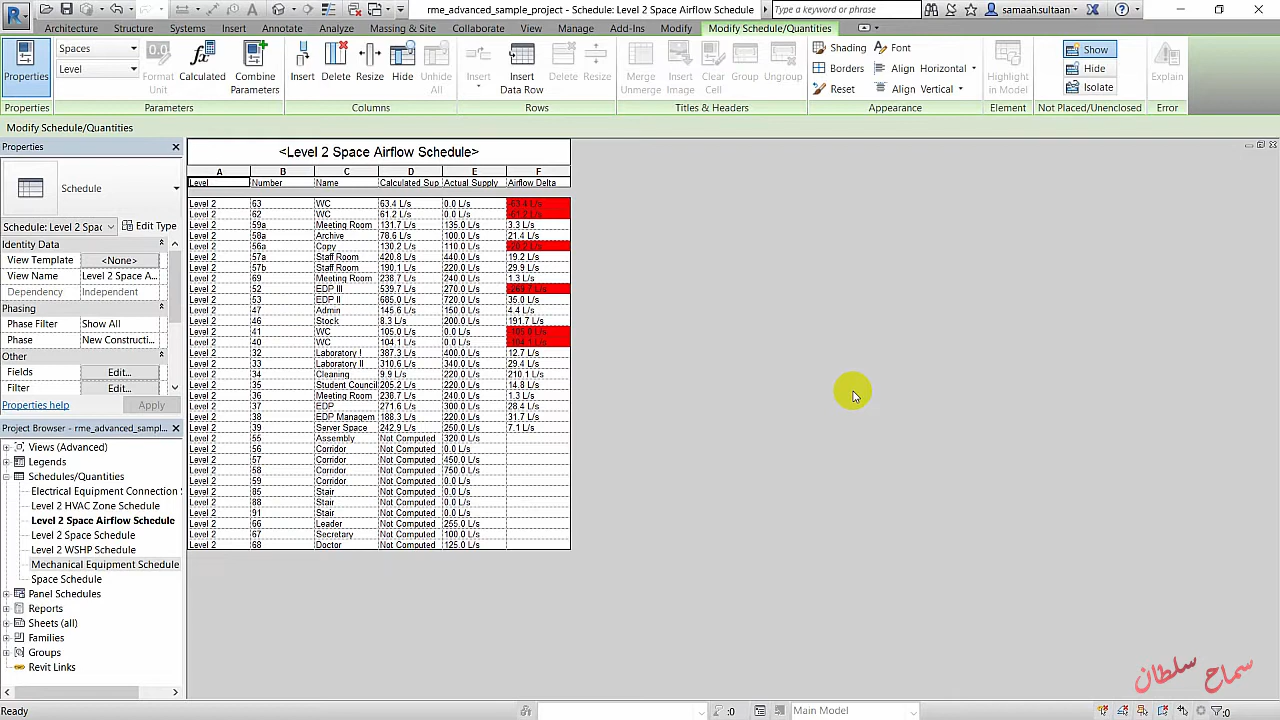 rme_advanced_sample_project - Schedule: Level 2 Space Airflow Schedule
Type a keyword or phrase
samaah.sultaan
Architecture Structure Systems Insert Annotate Analyze Massing & Site Collaborate View Manage Add-Ins Modify Modify Schedule/Quantities
Properties
Spaces
Level
Format Unit
Calculated
Combine Parameters
Insert
Delete
Resize
Hide
Unhide All
Insert
Insert Data Row
Delete
Resize
Merge Unmerge
Insert Image
Clear Cell
Group
Ungroup
Shading
Borders
Reset
Font
Align Horizontal
Align Vertical
Highlight in Model
Show
Hide
Isolate
Explain
Properties Parameters Columns Rows Titles & Headers Appearance Element Not Placed/Unenclosed Error
Modify Schedule/Quantities
Properties
Schedule
Schedule: Level 2 Spac
Edit Type
Identity Data
View Template <None>
View Name Level 2 Space A...
Dependency Independent
Phasing
Phase Filter Show All
Phase New Constructi...
Other
Fields Edit...
Filter Edit...
Properties help
Apply
Project Browser - rme_advanced_sampl...
Views (Advanced)
Legends
Schedules/Quantities
Electrical Equipment Connection
Level 2 HVAC Zone Schedule
Level 2 Space Airflow Schedule
Level 2 Space Schedule
Level 2 WSHP Schedule
Mechanical Equipment Schedule
Space Schedule
Panel Schedules
Reports
Sheets (all)
Families
Groups
Revit Links
<Level 2 Space Airflow Schedule>
A B C D E F
Level Number Name Calculated Sup Actual Supply Airflow Delta
Level 2 63 WC 63.4 L/s 0.0 L/s -63.4 L/s
Level 2 62 WC 61.2 L/s 0.0 L/s -61.2 L/s
Level 2 59a Meeting Room 131.7 L/s 135.0 L/s 3.3 L/s
Level 2 58a Archive 78.6 L/s 100.0 L/s 21.4 L/s
Level 2 56a Copy 130.2 L/s 110.0 L/s -20.2 L/s
Level 2 57a Staff Room 420.8 L/s 440.0 L/s 19.2 L/s
Level 2 57b Staff Room 190.1 L/s 220.0 L/s 29.9 L/s
Level 2 69 Meeting Room 238.7 L/s 240.0 L/s 1.3 L/s
Level 2 52 EDP III 539.7 L/s 270.0 L/s -269.7 L/s
Level 2 53 EDP II 685.0 L/s 720.0 L/s 35.0 L/s
Level 2 47 Admin 145.6 L/s 150.0 L/s 4.4 L/s
Level 2 46 Stock 8.3 L/s 200.0 L/s 191.7 L/s
Level 2 41 WC 105.0 L/s 0.0 L/s -105.0 L/s
Level 2 40 WC 104.1 L/s 0.0 L/s -104.1 L/s
Level 2 32 Laboratory I 387.3 L/s 400.0 L/s 12.7 L/s
Level 2 33 Laboratory II 310.6 L/s 340.0 L/s 29.4 L/s
Level 2 34 Cleaning 9.9 L/s 220.0 L/s 210.1 L/s
Level 2 35 Student Council 205.2 L/s 220.0 L/s 14.8 L/s
Level 2 36 Meeting Room 238.7 L/s 240.0 L/s 1.3 L/s
Level 2 37 EDP 271.6 L/s 300.0 L/s 28.4 L/s
Level 2 38 EDP Managem 188.3 L/s 220.0 L/s 31.7 L/s
Level 2 39 Server Space 242.9 L/s 250.0 L/s 7.1 L/s
Level 2 55 Assembly Not Computed 320.0 L/s
Level 2 56 Corridor Not Computed 0.0 L/s
Level 2 57 Corridor Not Computed 450.0 L/s
Level 2 58 Corridor Not Computed 750.0 L/s
Level 2 59 Corridor Not Computed 0.0 L/s
Level 2 85 Stair Not Computed 0.0 L/s
Level 2 88 Stair Not Computed 0.0 L/s
Level 2 91 Stair Not Computed 0.0 L/s
Level 2 66 Leader Not Computed 255.0 L/s
Level 2 67 Secretary Not Computed 100.0 L/s
Level 2 68 Doctor Not Computed 125.0 L/s
سماح سلطان
Ready
:0
Main Model
:0